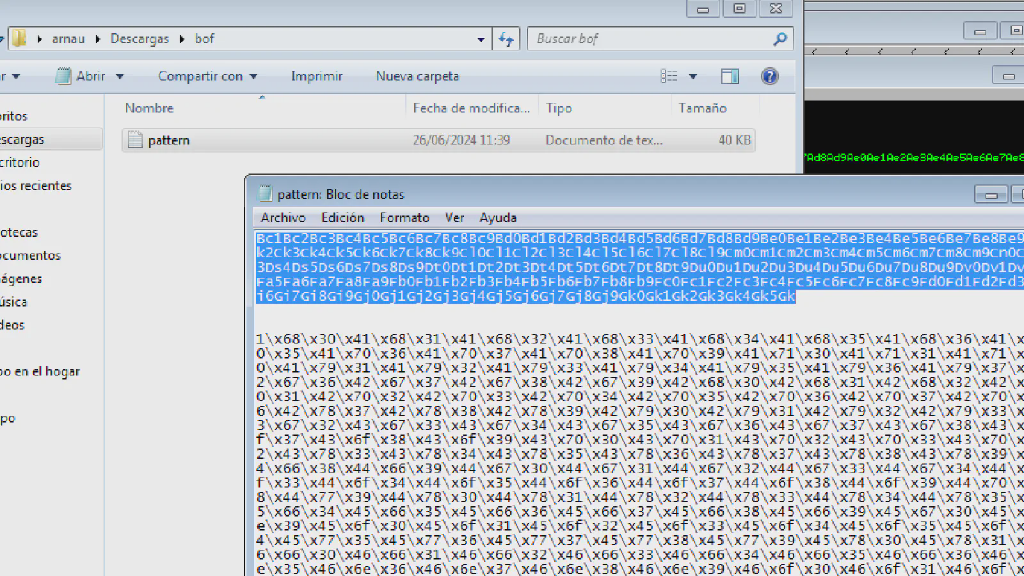 arnau Descargas bof
Buscar bof
Abrir Compartir con Imprimir Nueva carpeta
Nombre Fecha de modifica... Tipo Tamaño
pattern 26/06/2024 11:39 Documento de tex... 40 KB
ritos
scargas
critorio
ios recientes
otecas
ocumentos
ágenes
úsica
deos
po en el hogar
po
7Ad8Ad9Ae0Ae1Ae2Ae3Ae4Ae5Ae6Ae7Ae8
pattern: Bloc de notas
Archivo Edición Formato Ver Ayuda
Bc1Bc2Bc3Bc4Bc5Bc6Bc7Bc8Bc9Bd0Bd1Bd2Bd3Bd4Bd5Bd6Bd7Bd8Bd9Be0Be1Be2Be3Be4Be5Be6Be7Be8Be9
k2Ck3Ck4Ck5Ck6Ck7Ck8Ck9Cl0Cl1Cl2Cl3Cl4Cl5Cl6Cl7Cl8Cl9Cm0Cm1Cm2Cm3Cm4Cm5Cm6Cm7Cm8Cm9Cn0C
3Ds4Ds5Ds6Ds7Ds8Ds9Dt0Dt1Dt2Dt3Dt4Dt5Dt6Dt7Dt8Dt9Du0Du1Du2Du3Du4Du5Du6Du7Du8Du9Dv0Dv1Dv
Fa5Fa6Fa7Fa8Fa9Fb0Fb1Fb2Fb3Fb4Fb5Fb6Fb7Fb8Fb9Fc0Fc1Fc2Fc3Fc4Fc5Fc6Fc7Fc8Fc9Fd0Fd1Fd2Fd3
i6Gi7Gi8Gi9Gj0Gj1Gj2Gj3Gj4Gj5Gj6Gj7Gj8Gj9Gk0Gk1Gk2Gk3Gk4Gk5Gk
1\x68\x30\x41\x68\x31\x41\x68\x32\x41\x68\x33\x41\x68\x34\x41\x68\x35\x41\x68\x36\x41\x
0\x35\x41\x70\x36\x41\x70\x37\x41\x70\x38\x41\x70\x39\x41\x71\x30\x41\x71\x31\x41\x71\x
0\x41\x79\x31\x41\x79\x32\x41\x79\x33\x41\x79\x34\x41\x79\x35\x41\x79\x36\x41\x79\x37\x
2\x67\x36\x42\x67\x37\x42\x67\x38\x42\x67\x39\x42\x68\x30\x42\x68\x31\x42\x68\x32\x42\x
0\x31\x42\x70\x32\x42\x70\x33\x42\x70\x34\x42\x70\x35\x42\x70\x36\x42\x70\x37\x42\x70\x
6\x42\x78\x37\x42\x78\x38\x42\x78\x39\x42\x79\x30\x42\x79\x31\x42\x79\x32\x42\x79\x33\x
3\x67\x32\x43\x67\x33\x43\x67\x34\x43\x67\x35\x43\x67\x36\x43\x67\x37\x43\x67\x38\x43\x
f\x37\x43\x6f\x38\x43\x6f\x39\x43\x70\x30\x43\x70\x31\x43\x70\x32\x43\x70\x33\x43\x70\x
2\x43\x78\x33\x43\x78\x34\x43\x78\x35\x43\x78\x36\x43\x78\x37\x43\x78\x38\x43\x78\x39\x
4\x66\x38\x44\x66\x39\x44\x67\x30\x44\x67\x31\x44\x67\x32\x44\x67\x33\x44\x67\x34\x44\x
f\x33\x44\x6f\x34\x44\x6f\x35\x44\x6f\x36\x44\x6f\x37\x44\x6f\x38\x44\x6f\x39\x44\x70\x
8\x44\x77\x39\x44\x78\x30\x44\x78\x31\x44\x78\x32\x44\x78\x33\x44\x78\x34\x44\x78\x35\x
5\x66\x34\x45\x66\x35\x45\x66\x36\x45\x66\x37\x45\x66\x38\x45\x66\x39\x45\x67\x30\x45\x
e\x39\x45\x6f\x30\x45\x6f\x31\x45\x6f\x32\x45\x6f\x33\x45\x6f\x34\x45\x6f\x35\x45\x6f\x
4\x45\x77\x35\x45\x77\x36\x45\x77\x37\x45\x77\x38\x45\x77\x39\x45\x78\x30\x45\x78\x31\x
6\x66\x30\x46\x66\x31\x46\x66\x32\x46\x66\x33\x46\x66\x34\x46\x66\x35\x46\x66\x36\x46\x
e\x35\x46\x6e\x36\x46\x6e\x37\x46\x6e\x38\x46\x6e\x39\x46\x6f\x30\x46\x6f\x31\x46\x6f\x